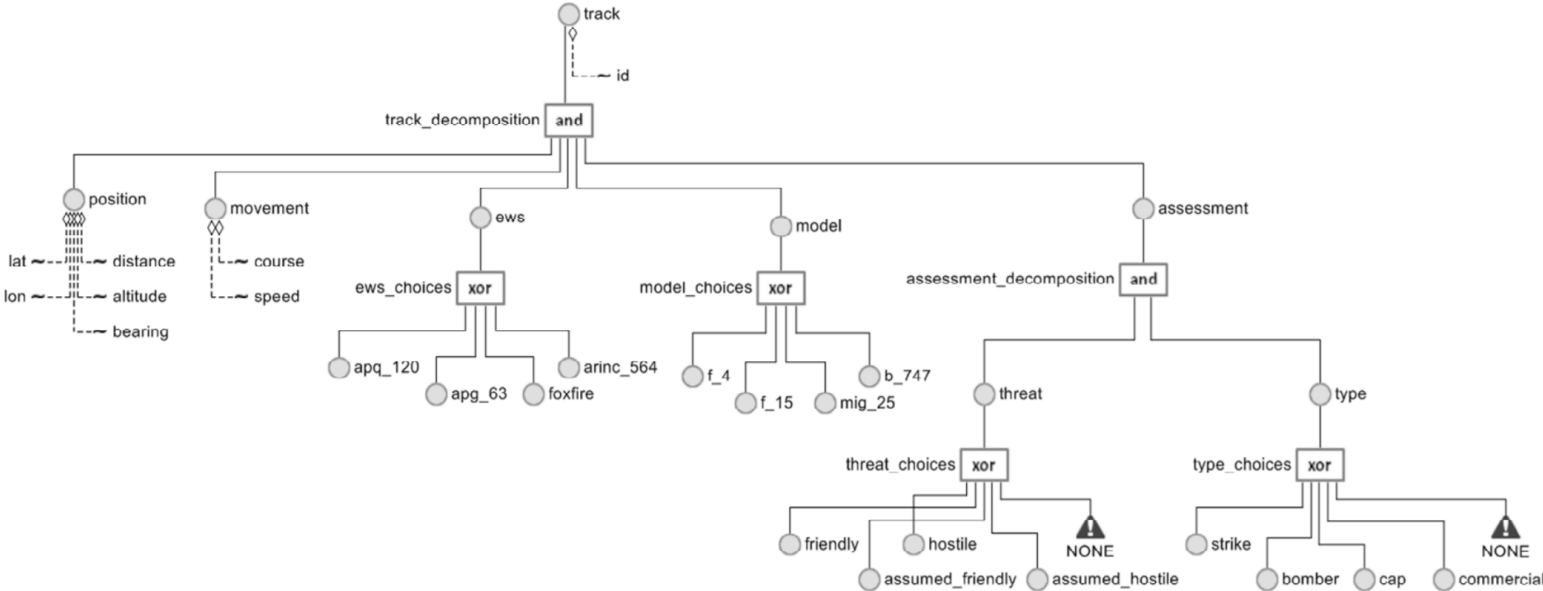 track
~ id
track_decomposition and
position
movement
ews
model
assessment
lat ~
~ distance
~ course
lon ~
~ altitude
~ speed
~ bearing
ews_choices xor
model_choices xor
assessment_decomposition and
apq_120
arinc_564
apg_63
foxfire
f_4
b_747
f_15
mig_25
threat
type
threat_choices xor
type_choices xor
friendly
hostile
NONE
strike
NONE
assumed_friendly
assumed_hostile
bomber
cap
commercial